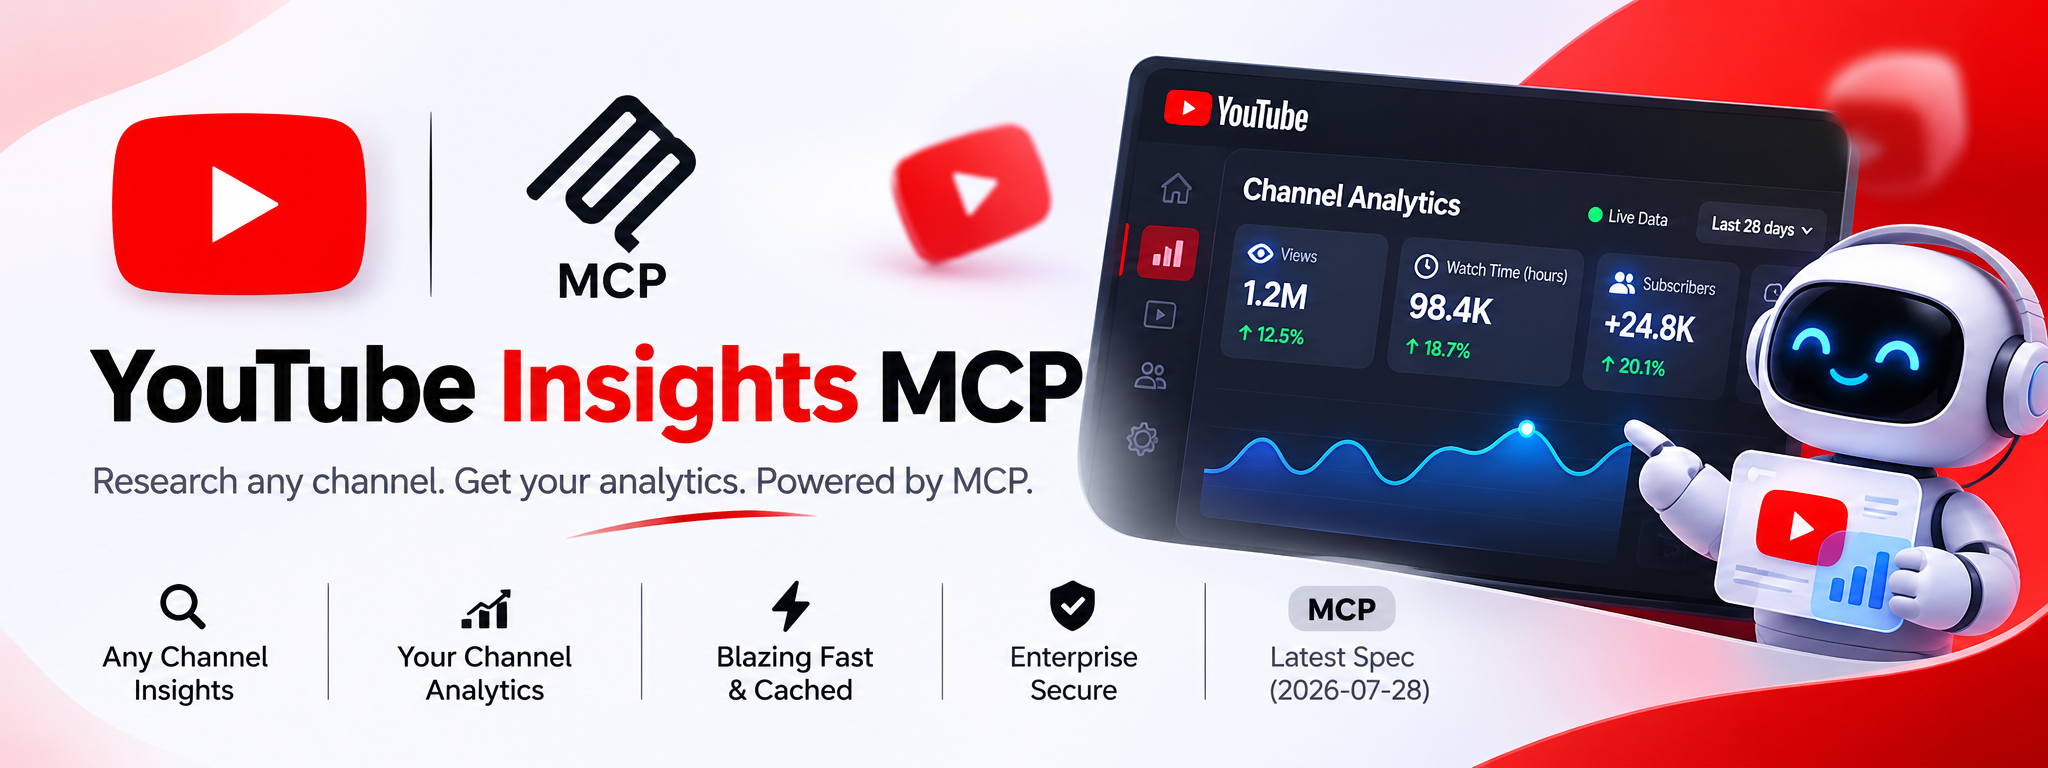 MCP
YouTube Insights MCP
Research any channel. Get your analytics. Powered by MCP.
Any Channel
Insights
Your Channel
Analytics
Blazing Fast
& Cached
Enterprise
Secure
MCP
Latest Spec
(2026-07-28)
YouTube
Channel Analytics
Live Data
Last 28 days
Views
1.2M
↑ 12.5%
Watch Time (hours)
98.4K
↑ 18.7%
Subscribers
+24.8K
↑ 20.1%